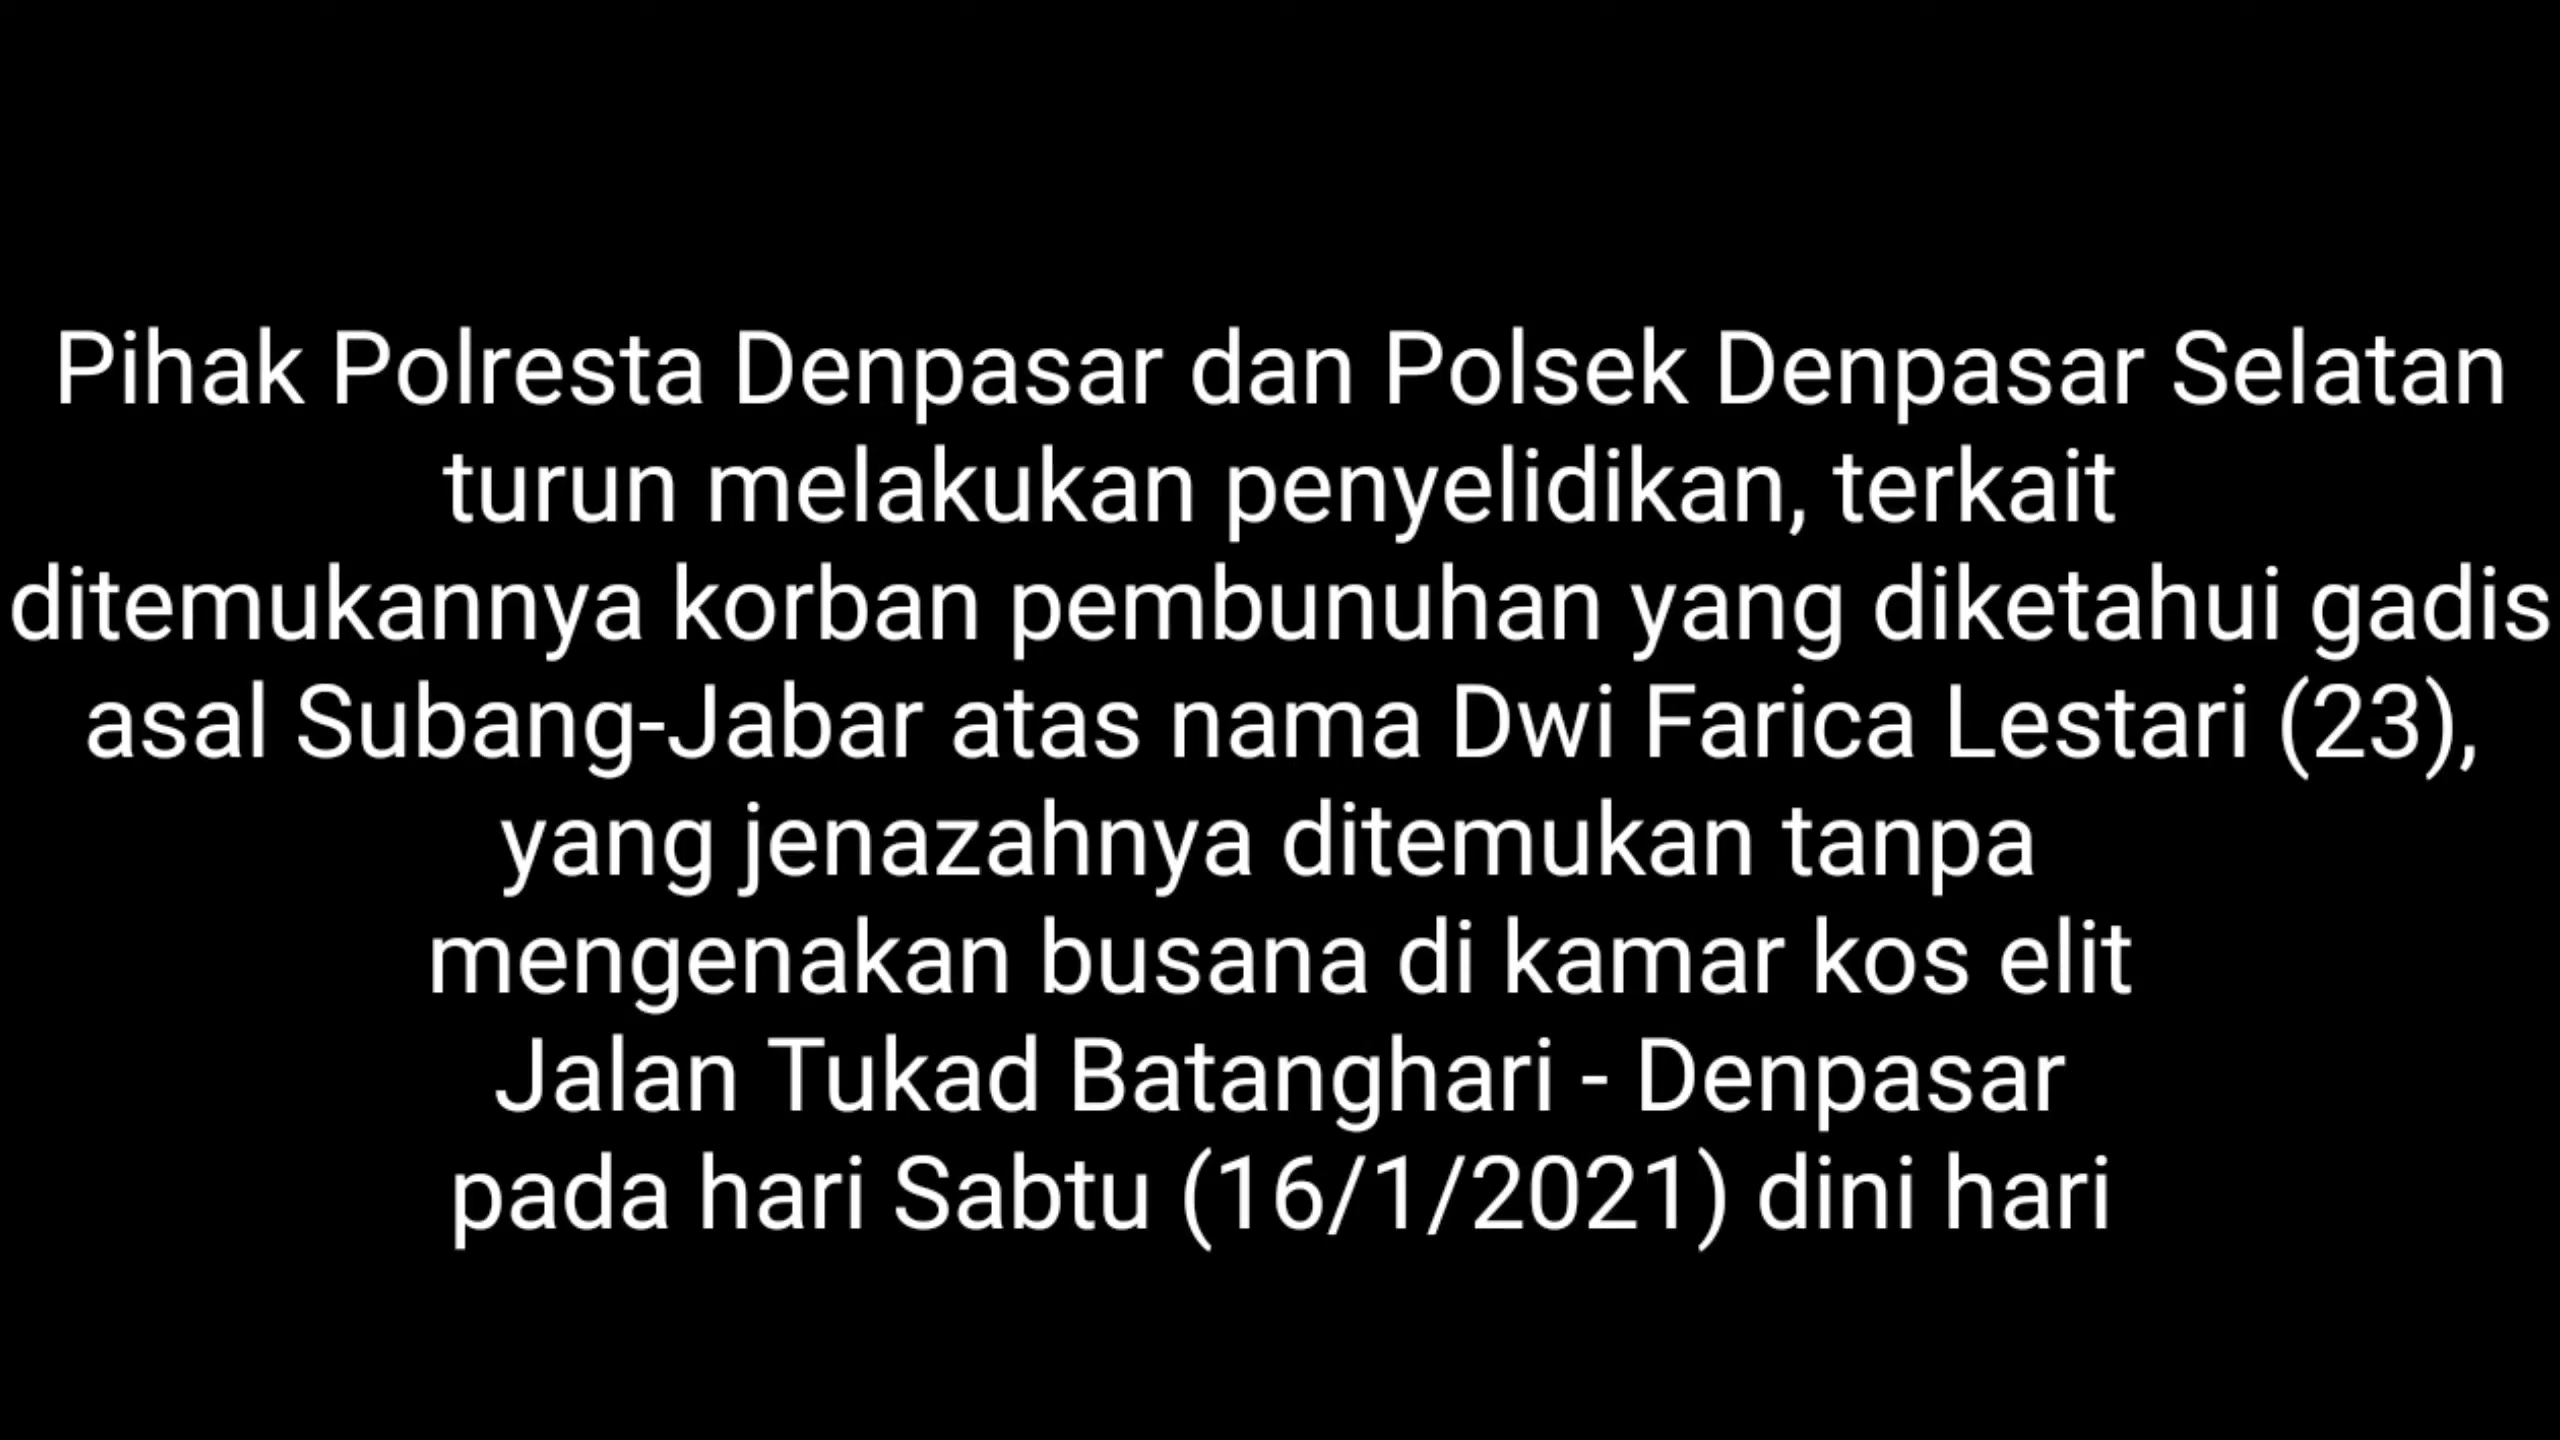 Pihak Polresta Denpasar dan Polsek Denpasar Selatan
turun melakukan penyelidikan, terkait
ditemukannya korban pembunuhan yang diketahui gadis
asal Subang-Jabar atas nama Dwi Farica Lestari (23),
yang jenazahnya ditemukan tanpa
mengenakan busana di kamar kos elit
Jalan Tukad Batanghari - Denpasar
pada hari Sabtu (16/1/2021) dini hari